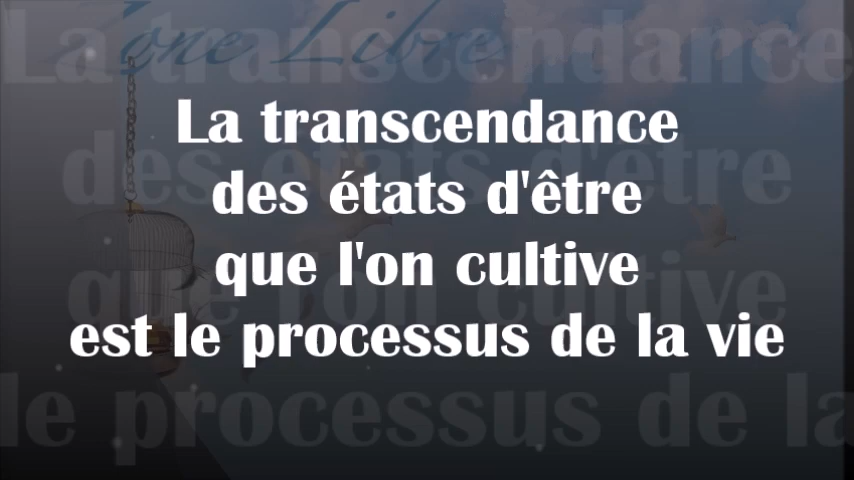 Zone Libre
La transcendance
des états d'être
que l'on cultive
est le processus de la vie